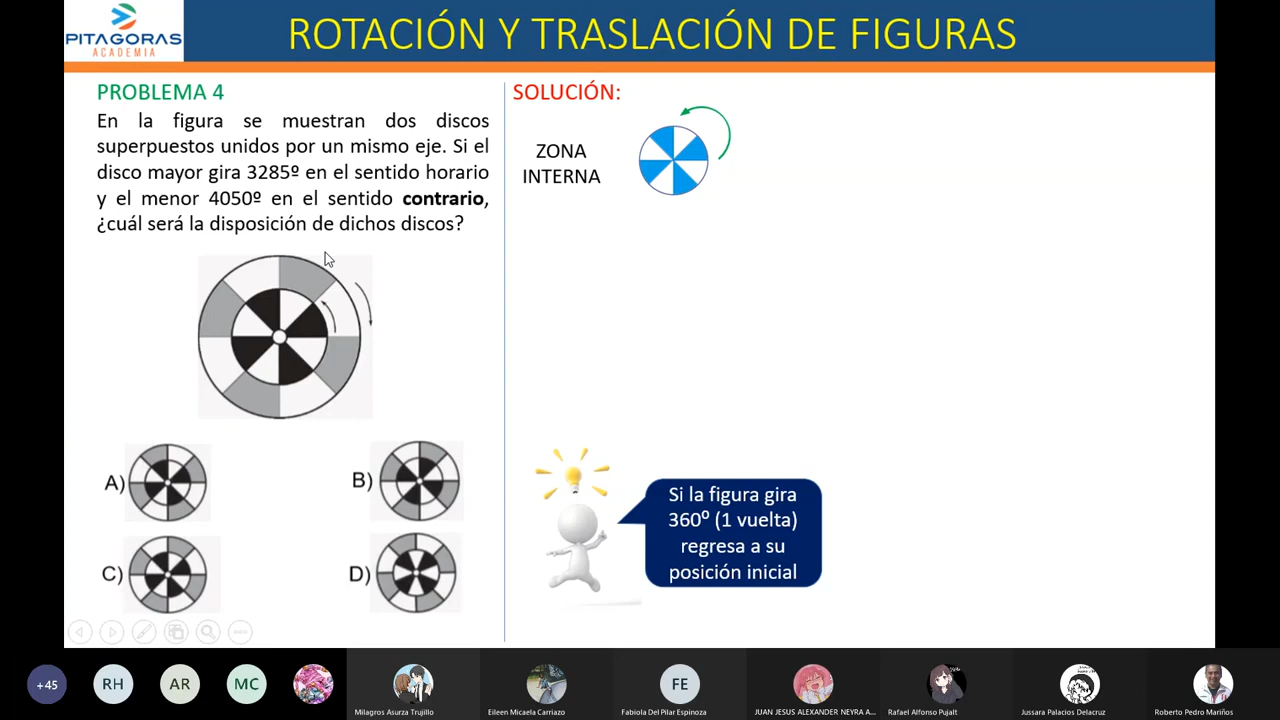 PITAGORAS
ACADEMIA
ROTACIÓN Y TRASLACIÓN DE FIGURAS
PROBLEMA 4
En la figura se muestran dos discos
superpuestos unidos por un mismo eje. Si el
disco mayor gira 3285º en el sentido horario
y el menor 4050º en el sentido contrario,
¿cuál será la disposición de dichos discos?
A)
B)
C)
D)
SOLUCIÓN:
ZONA
INTERNA
Si la figura gira
360º (1 vuelta)
regresa a su
posición inicial
+45
RH
AR
MC
FE
Milagros Asurza Trujillo
Eileen Micaela Carriazo
Fabiola Del Pilar Espinoza
JUAN JESUS ALEXANDER NEYRA A...
Rafael Alfonso Pujalt
Jussara Palacios Delacruz
Roberto Pedro Mariños